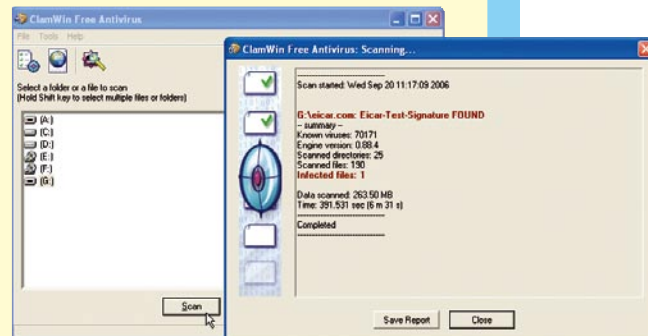 ClamWin Free Antivirus
File Tools Help
Select a folder or a file to scan
(Hold Shift key to select multiple files or folders)
(A:)
(C:)
(D:)
(E:)
(F:)
(G:)
Scan
ClamWin Free Antivirus: Scanning...
Scan started: Wed Sep 20 11:17:09 2006
G:\eicar.com: Eicar-Test-Signature FOUND
-- summary --
Known viruses: 70171
Engine version: 0.88.4
Scanned directories: 25
Scanned files: 190
Infected files: 1
Data scanned: 263.50 MB
Time: 391.531 sec (6 m 31 s)
Completed
Save Report
Close